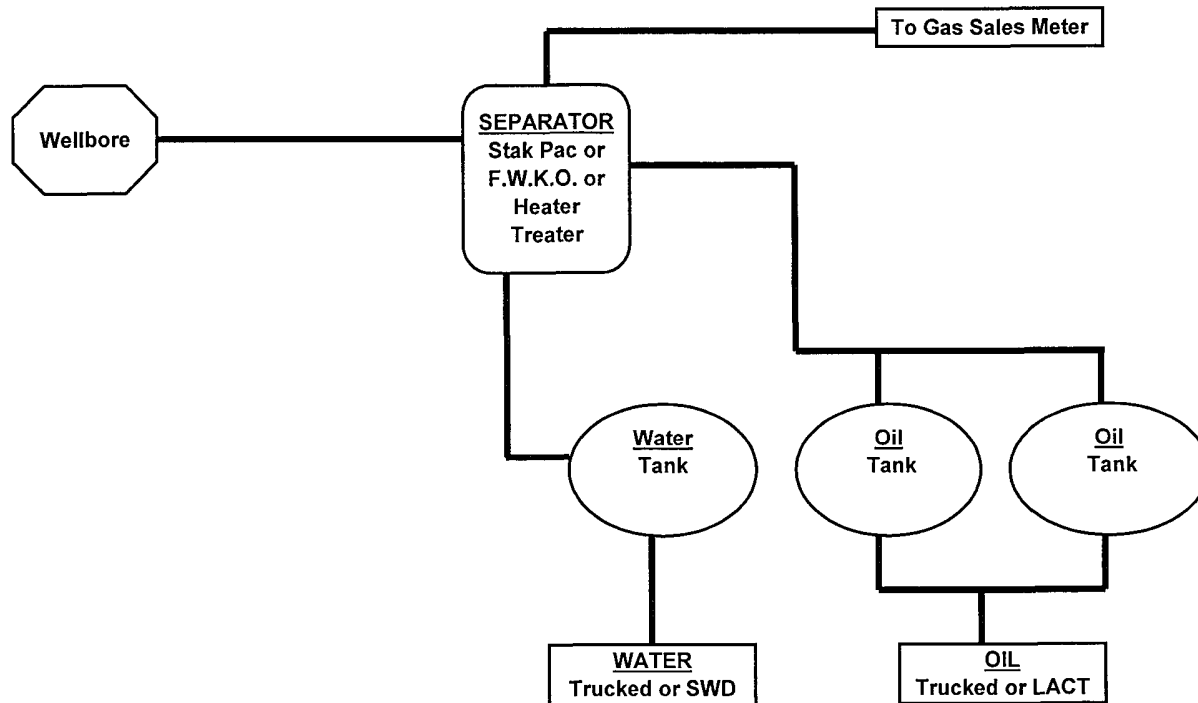 To Gas Sales Meter
Wellbore
SEPARATOR
Stak Pac or
F.W.K.O. or
Heater
Treater
Water
Tank
Oil
Tank
Oil
Tank
WATER
Trucked or SWD
OIL
Trucked or LACT